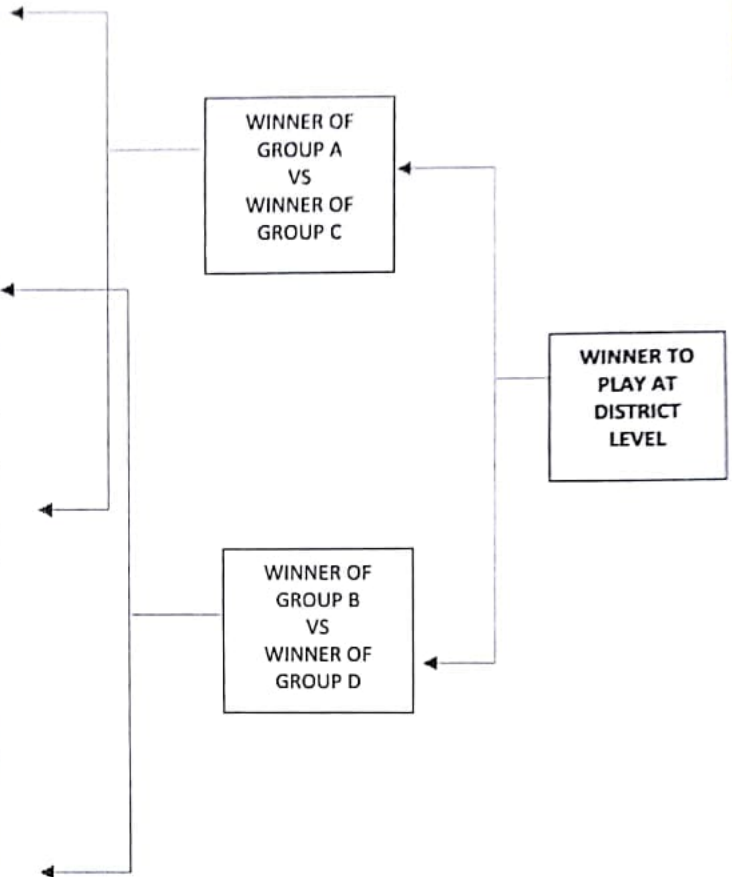 WINNER OF
GROUP A
VS
WINNER OF
GROUP C
WINNER TO
PLAY AT
DISTRICT
LEVEL
WINNER OF
GROUP B
VS
WINNER OF
GROUP D